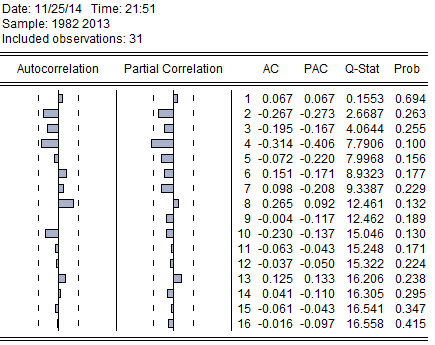 Date: 11/25/14 Time: 21:51
Sample: 1982 2013
Included observations: 31
Autocorrelation Partial Correlation AC PAC Q-Stat Prob
1 0.067 0.067 0.1553 0.694
2 -0.267 -0.273 2.6687 0.263
3 -0.195 -0.167 4.0644 0.255
4 -0.314 -0.406 7.7906 0.100
5 -0.072 -0.220 7.9968 0.156
6 0.151 -0.171 8.9323 0.177
7 0.098 -0.208 9.3387 0.229
8 0.265 0.092 12.461 0.132
9 -0.004 -0.117 12.462 0.189
10 -0.230 -0.137 15.046 0.130
11 -0.063 -0.043 15.248 0.171
12 -0.037 -0.050 15.322 0.224
13 0.125 0.133 16.206 0.238
14 0.041 -0.110 16.305 0.295
15 -0.061 -0.043 16.541 0.347
16 -0.016 -0.097 16.558 0.415